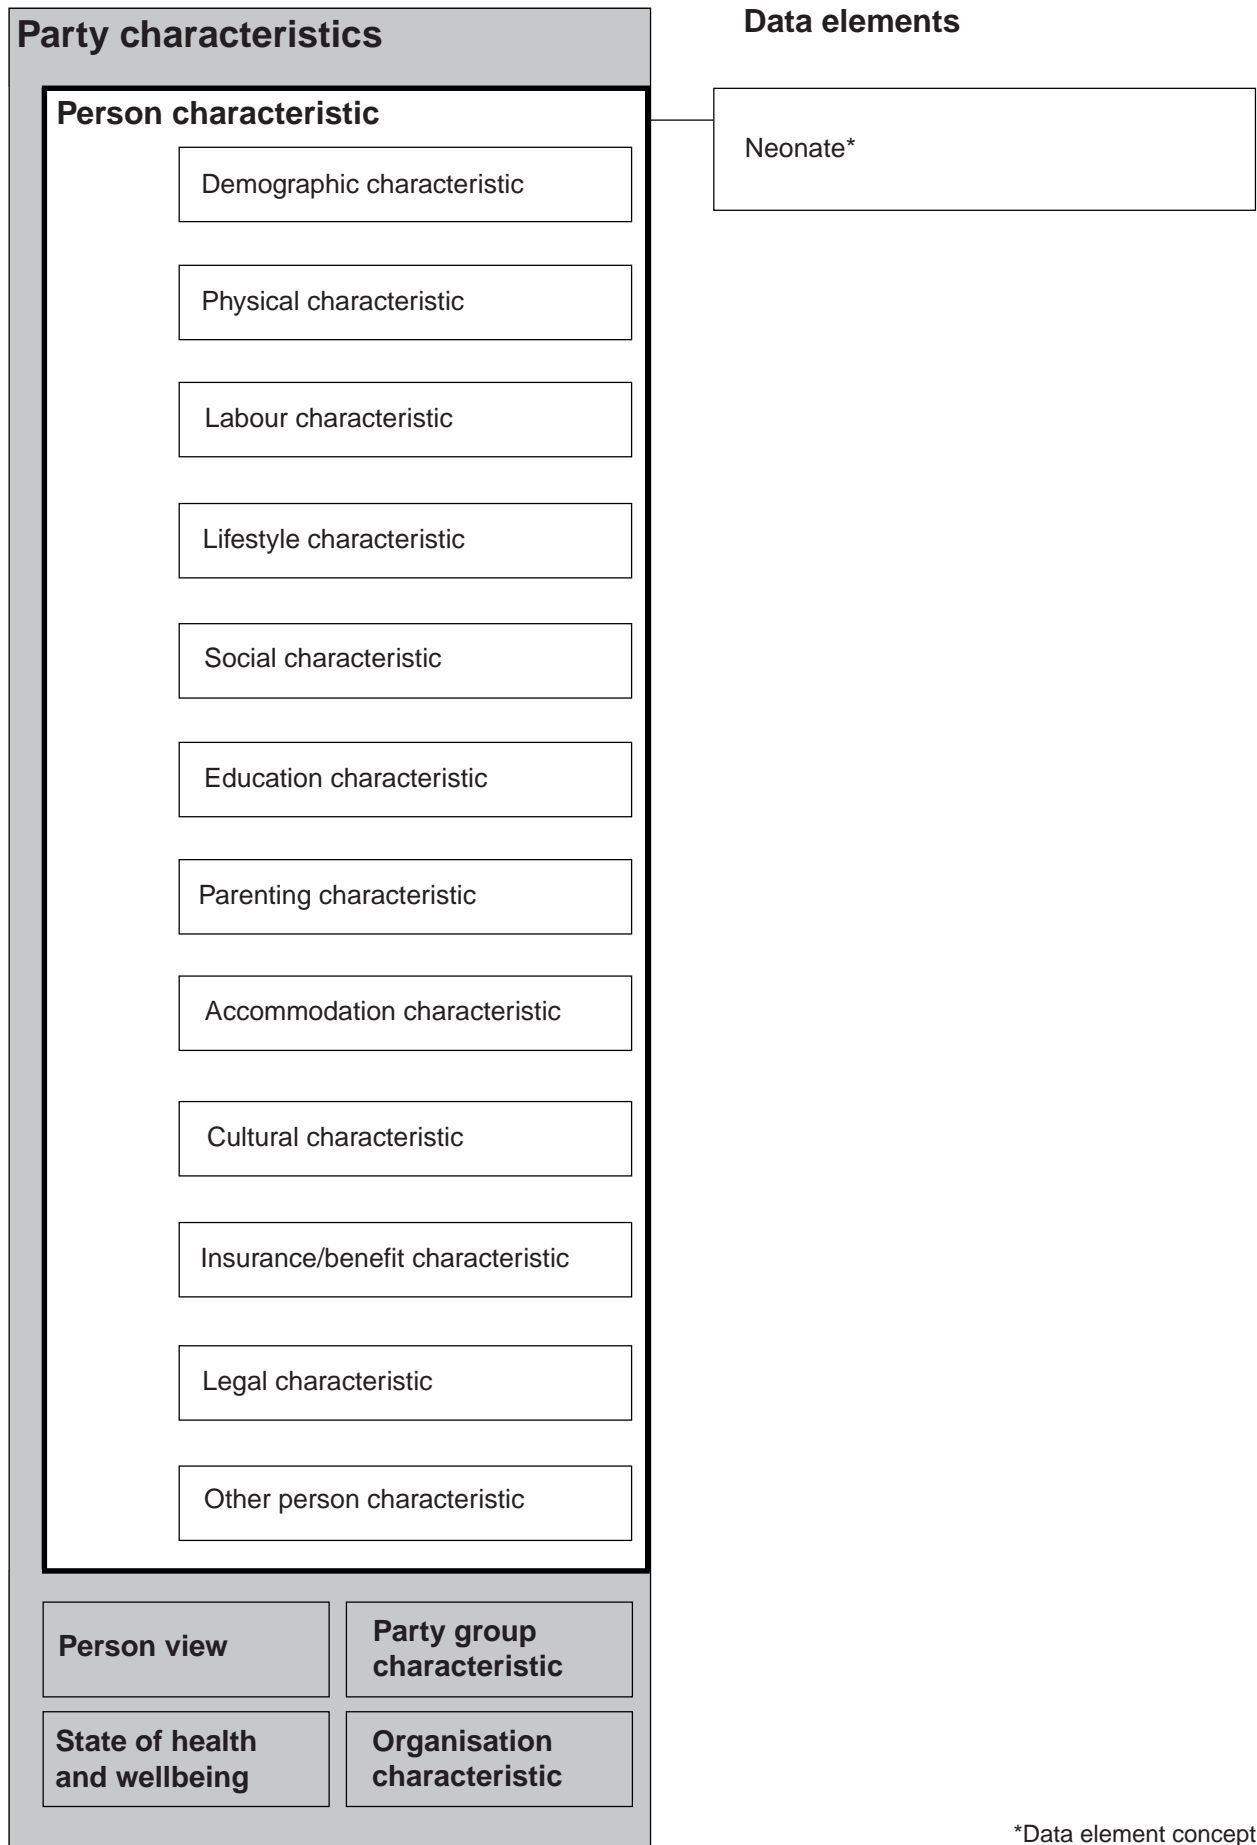 Party characteristics
Data elements
Person characteristic
Neonate*
Demographic characteristic
Physical characteristic
Labour characteristic
Lifestyle characteristic
Social characteristic
Education characteristic
Parenting characteristic
Accommodation characteristic
Cultural characteristic
Insurance/benefit characteristic
Legal characteristic
Other person characteristic
Person view
Party group
characteristic
State of health
and wellbeing
Organisation
characteristic
*Data element concept